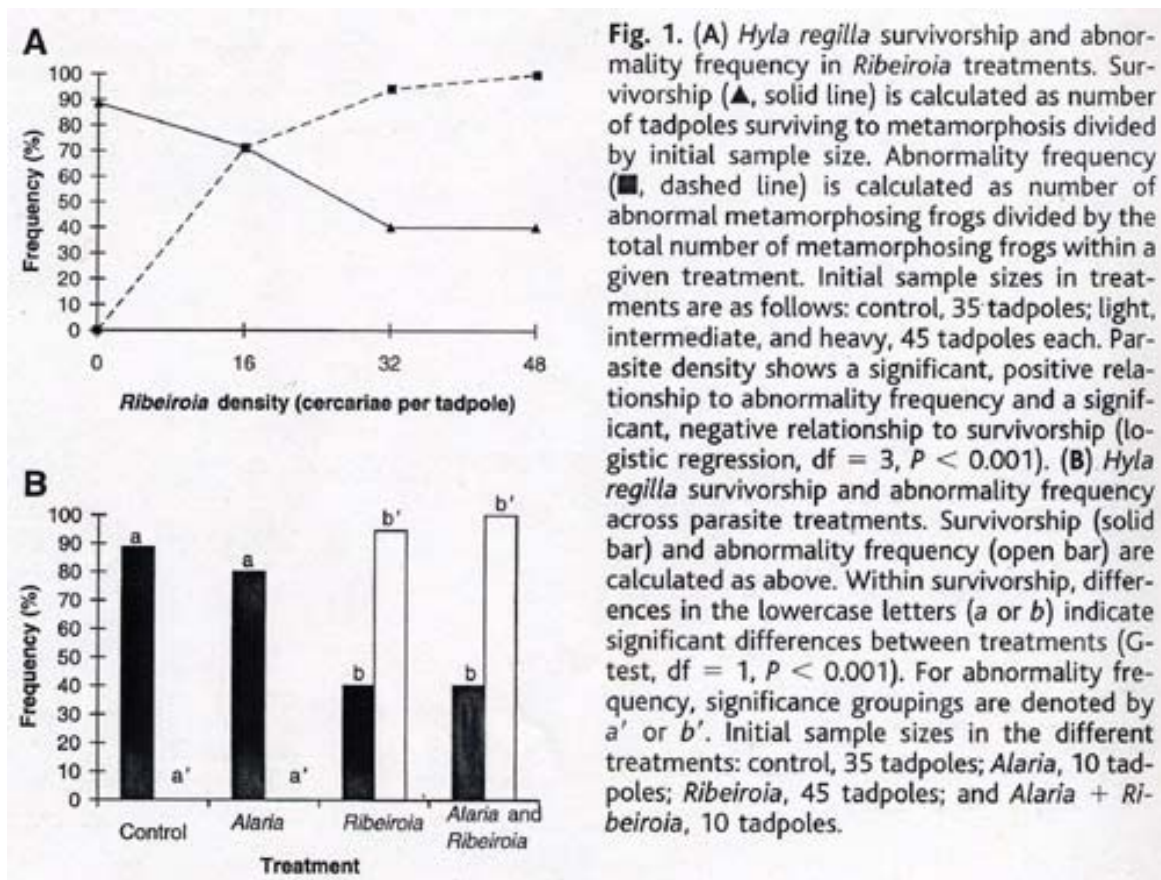 A
100
90
80
70
60
50
40
30
20
10
0
Frequency (%)
0 16 32 48
Ribeiroia density (cercariae per tadpole)
B
100
90
80
70
60
50
40
30
20
10
0
Frequency (%)
a a'
a a'
b b'
b b'
Control Alaria Ribeiroia Alaria and
Ribeiroia
Treatment
Fig. 1. (A) Hyla regilla survivorship and abnor-
mality frequency in Ribeiroia treatments. Sur-
vivorship (▲, solid line) is calculated as number
of tadpoles surviving to metamorphosis divided
by initial sample size. Abnormality frequency
(■, dashed line) is calculated as number of
abnormal metamorphosing frogs divided by the
total number of metamorphosing frogs within a
given treatment. Initial sample sizes in treat-
ments are as follows: control, 35 tadpoles; light,
intermediate, and heavy, 45 tadpoles each. Par-
asite density shows a significant, positive rela-
tionship to abnormality frequency and a signif-
icant, negative relationship to survivorship (lo-
gistic regression, df = 3, P < 0.001). (B) Hyla
regilla survivorship and abnormality frequency
across parasite treatments. Survivorship (solid
bar) and abnormality frequency (open bar) are
calculated as above. Within survivorship, differ-
ences in the lowercase letters (a or b) indicate
significant differences between treatments (G-
test, df = 1, P < 0.001). For abnormality fre-
quency, significance groupings are denoted by
a' or b'. Initial sample sizes in the different
treatments: control, 35 tadpoles; Alaria, 10 tad-
poles; Ribeiroia, 45 tadpoles; and Alaria + Ri-
beiroia, 10 tadpoles.